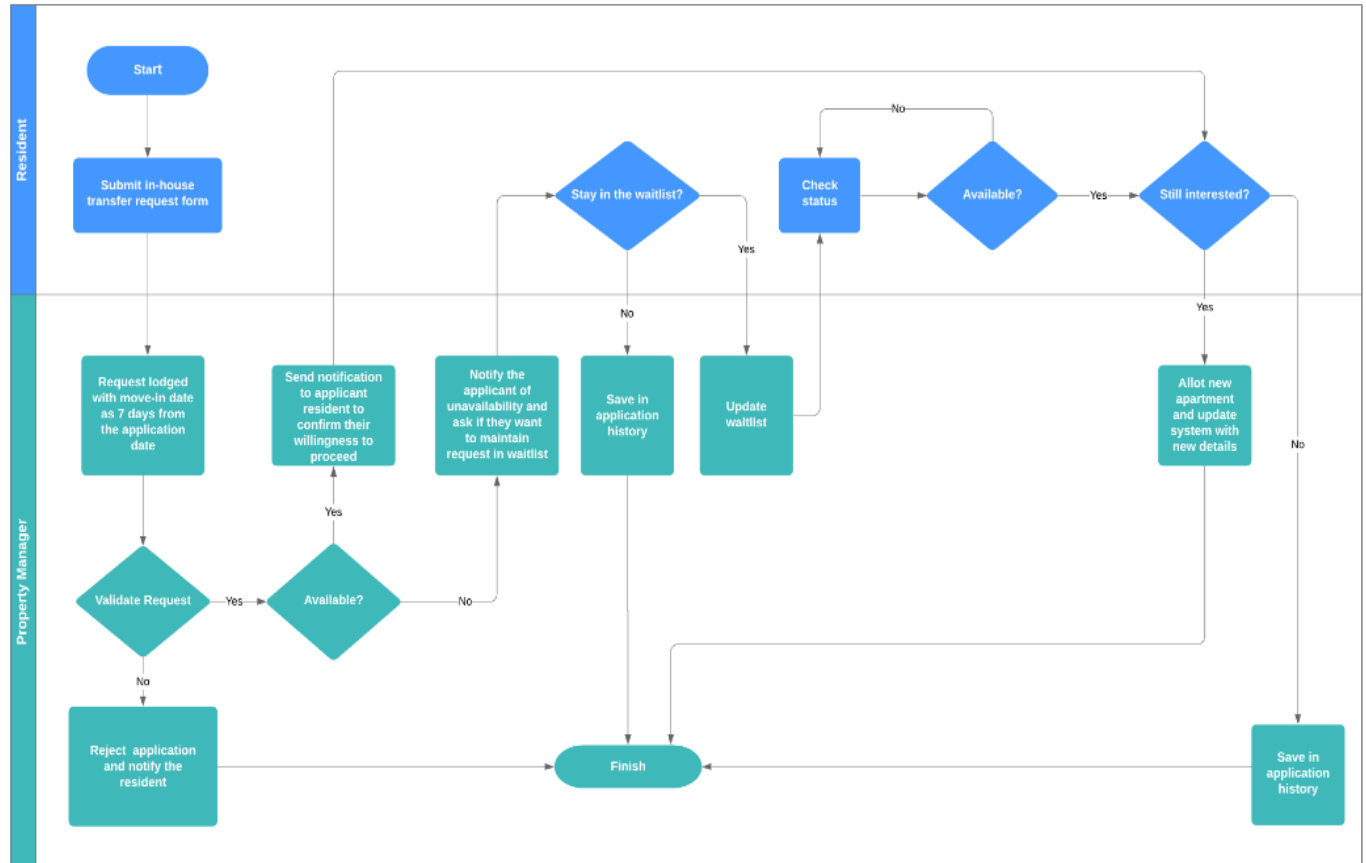 Resident
Start
Submit in-house
transfer request form
Stay in the waitlist?
No
Yes
Check
status
No
Available?
Yes
Still interested?
Yes
No
Property Manager
Request lodged
with move-in date
as 7 days from
the application
date
Send notification
to applicant
resident to
confirm their
willingness to
proceed
Notify the
applicant of
unavailability and
ask if they want
to maintain
request in waitlist
Save in
application
history
Update
waitlist
Allot new
apartment
and update
system with
new details
Validate Request
Yes
Available?
Yes
No
No
Reject application
and notify the
resident
Finish
Save in
application
history